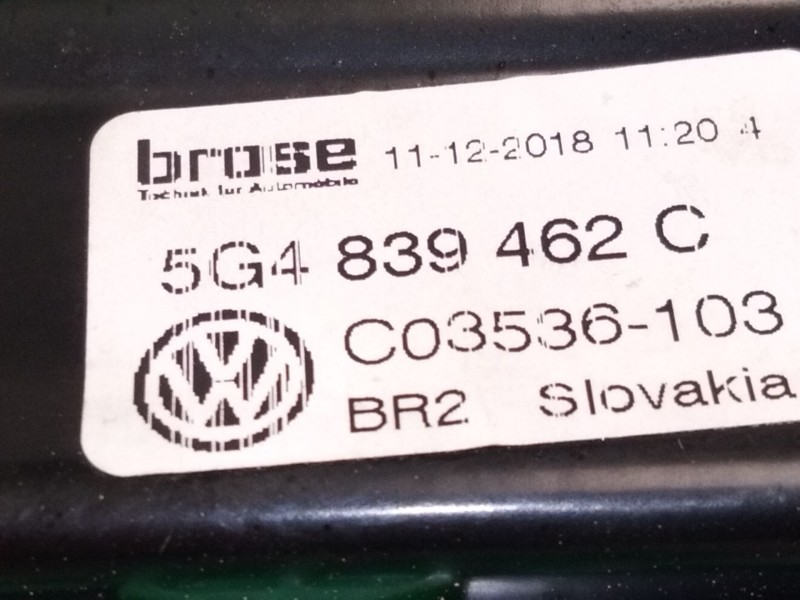 brose 11-12-2018 11:20 4
Technik für Automobile
5G4 839 462 C
C03536-103
BR2 Slovakia